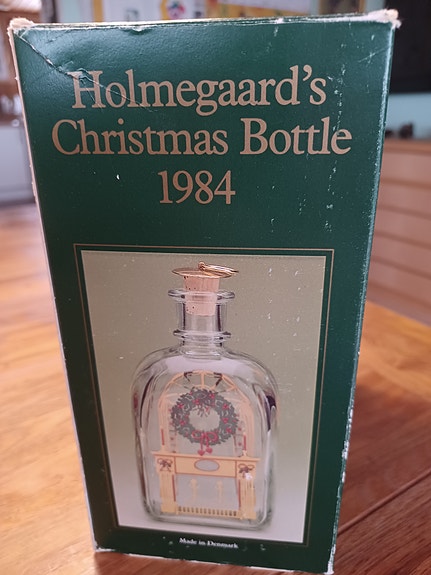 Holmegaard's
Christmas Bottle
1984
Made in Denmark